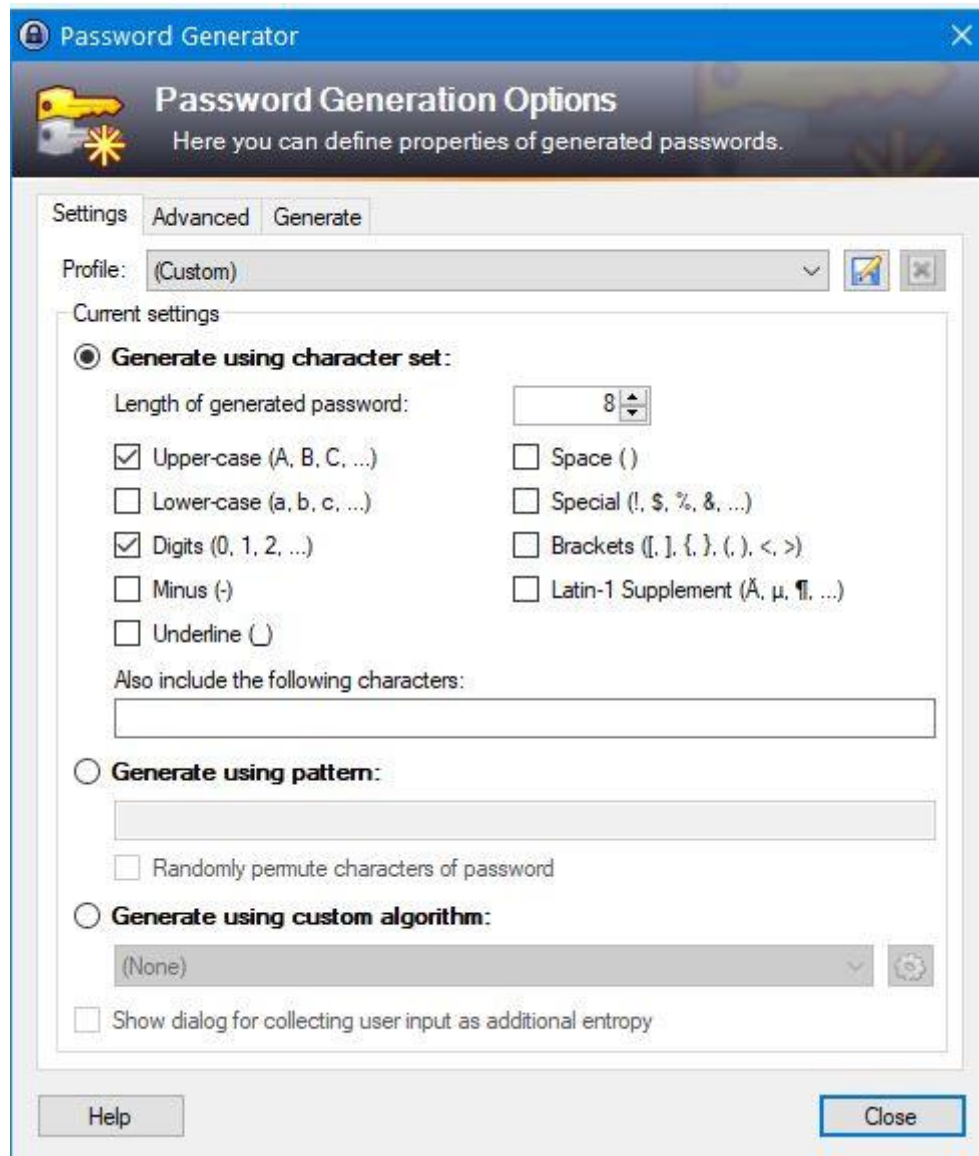 Password Generator
Password Generation Options
Here you can define properties of generated passwords.
Settings Advanced Generate
Profile: (Custom)
Current settings
Generate using character set:
Length of generated password: 8
Upper-case (A, B, C, ...) Space ( )
Lower-case (a, b, c, ...) Special (!, $, %, &, ...)
Digits (0, 1, 2, ...) Brackets ([, ], {, }, (, ), <, >)
Minus (-) Latin-1 Supplement (Ä, µ, ¶, ...)
Underline (_)
Also include the following characters:
Generate using pattern:
Randomly permute characters of password
Generate using custom algorithm:
(None)
Show dialog for collecting user input as additional entropy
Help Close